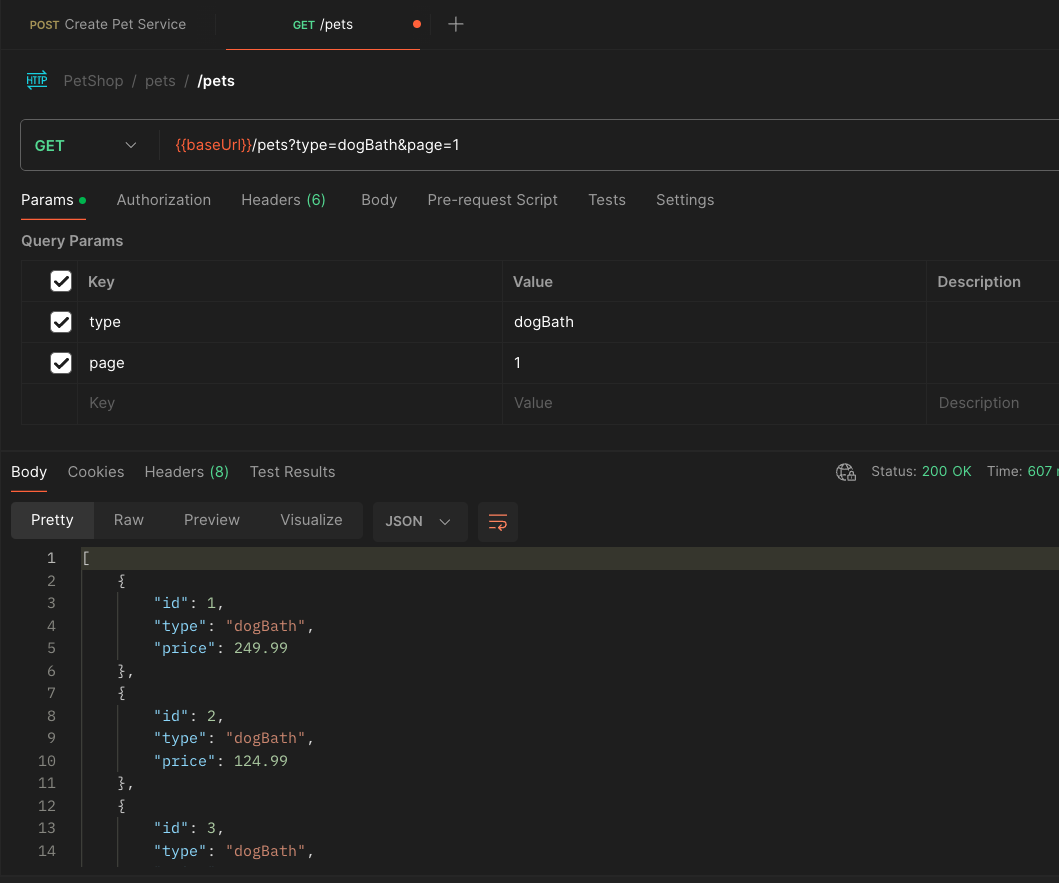 POST Create Pet Service GET /pets
HTTP PetShop / pets / /pets
GET {{baseUrl}}/pets?type=dogBath&page=1
Params Authorization Headers (6) Body Pre-request Script Tests Settings
Query Params
Key Value Description
type dogBath
page 1
Key Value Description
Body Cookies Headers (8) Test Results Status: 200 OK Time: 607
Pretty Raw Preview Visualize JSON
1 [
2 {
3 "id": 1,
4 "type": "dogBath",
5 "price": 249.99
6 },
7 {
8 "id": 2,
9 "type": "dogBath",
10 "price": 124.99
11 },
12 {
13 "id": 3,
14 "type": "dogBath",